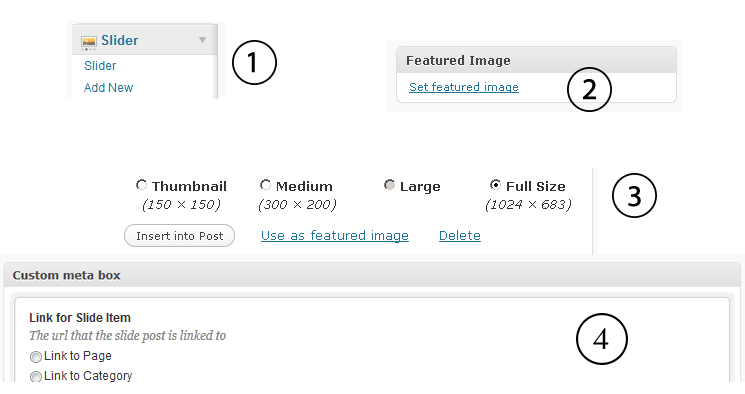 Slider
Slider
Add New
1
Featured Image
Set featured image
2
Thumbnail Medium Large Full Size
(150 × 150) (300 × 200) (1024 × 683)
3
Insert into Post Use as featured image Delete
Custom meta box
Link for Slide Item
The url that the slide post is linked to
Link to Page
Link to Category
4